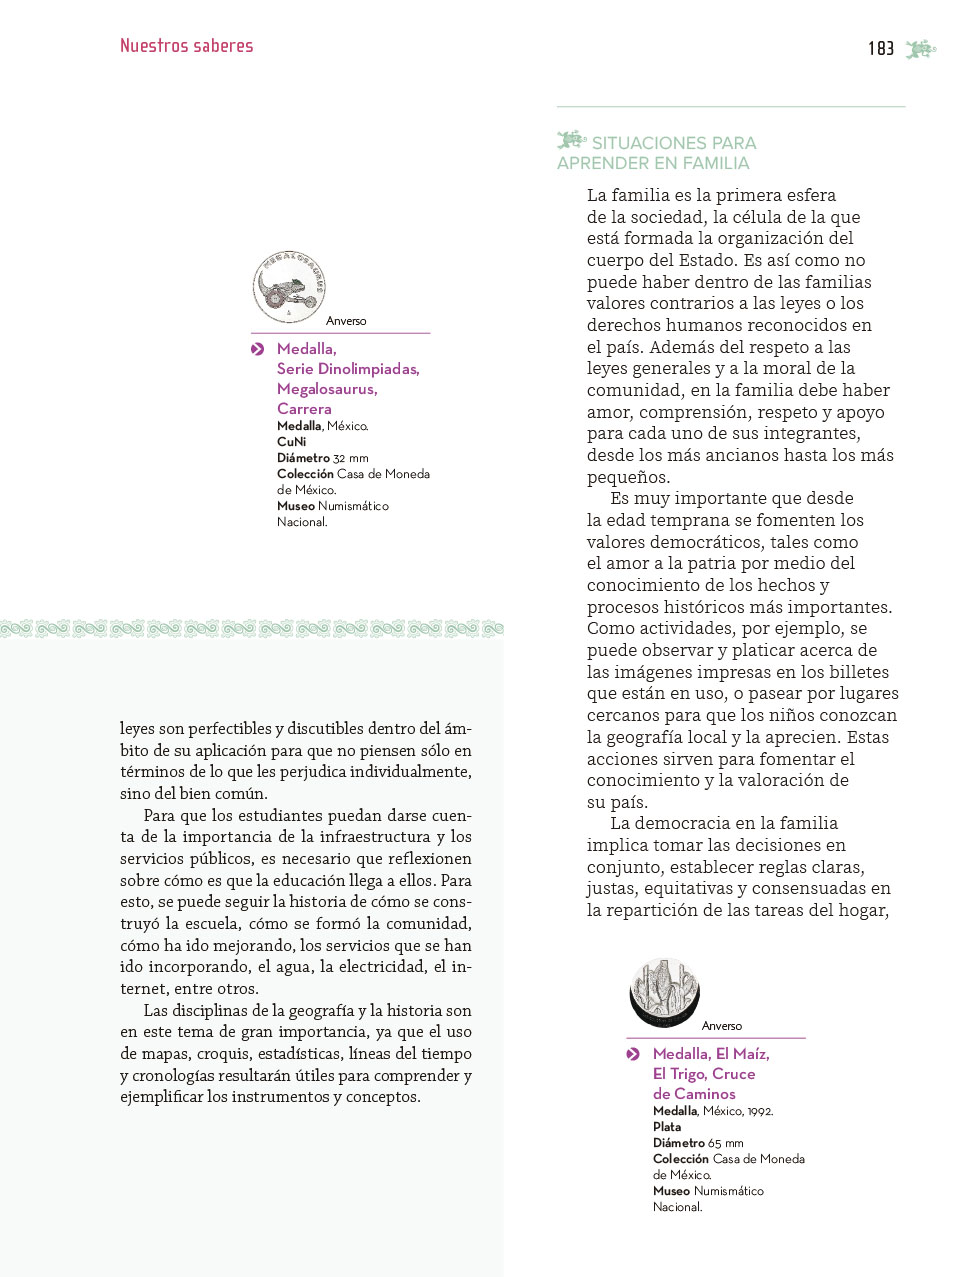 Nuestros saberes
183
MEGALOSAURUS
Anverso
Medalla,
Serie Dinolimpiadas,
Megalosaurus,
Carrera
Medalla, México.
CuNi
Diámetro 32 mm
Colección Casa de Moneda
de México.
Museo Numismático
Nacional.
leyes son perfectibles y discutibles dentro del ám-
bito de su aplicación para que no piensen sólo en
términos de lo que les perjudica individualmente,
sino del bien común.
Para que los estudiantes puedan darse cuen-
ta de la importancia de la infraestructura y los
servicios públicos, es necesario que reflexionen
sobre cómo es que la educación llega a ellos. Para
esto, se puede seguir la historia de cómo se cons-
truyó la escuela, cómo se formó la comunidad,
cómo ha ido mejorando, los servicios que se han
ido incorporando, el agua, la electricidad, el in-
ternet, entre otros.
Las disciplinas de la geografía y la historia son
en este tema de gran importancia, ya que el uso
de mapas, croquis, estadísticas, líneas del tiempo
y cronologías resultarán útiles para comprender y
ejemplificar los instrumentos y conceptos.
SITUACIONES PARA
APRENDER EN FAMILIA
La familia es la primera esfera
de la sociedad, la célula de la que
está formada la organización del
cuerpo del Estado. Es así como no
puede haber dentro de las familias
valores contrarios a las leyes o los
derechos humanos reconocidos en
el país. Además del respeto a las
leyes generales y a la moral de la
comunidad, en la familia debe haber
amor, comprensión, respeto y apoyo
para cada uno de sus integrantes,
desde los más ancianos hasta los más
pequeños.
Es muy importante que desde
la edad temprana se fomenten los
valores democráticos, tales como
el amor a la patria por medio del
conocimiento de los hechos y
procesos históricos más importantes.
Como actividades, por ejemplo, se
puede observar y platicar acerca de
las imágenes impresas en los billetes
que están en uso, o pasear por lugares
cercanos para que los niños conozcan
la geografía local y la aprecien. Estas
acciones sirven para fomentar el
conocimiento y la valoración de
su país.
La democracia en la familia
implica tomar las decisiones en
conjunto, establecer reglas claras,
justas, equitativas y consensuadas en
la repartición de las tareas del hogar,
Anverso
Medalla, El Maíz,
El Trigo, Cruce
de Caminos
Medalla, México, 1992.
Plata
Diámetro 65 mm
Colección Casa de Moneda
de México.
Museo Numismático
Nacional.